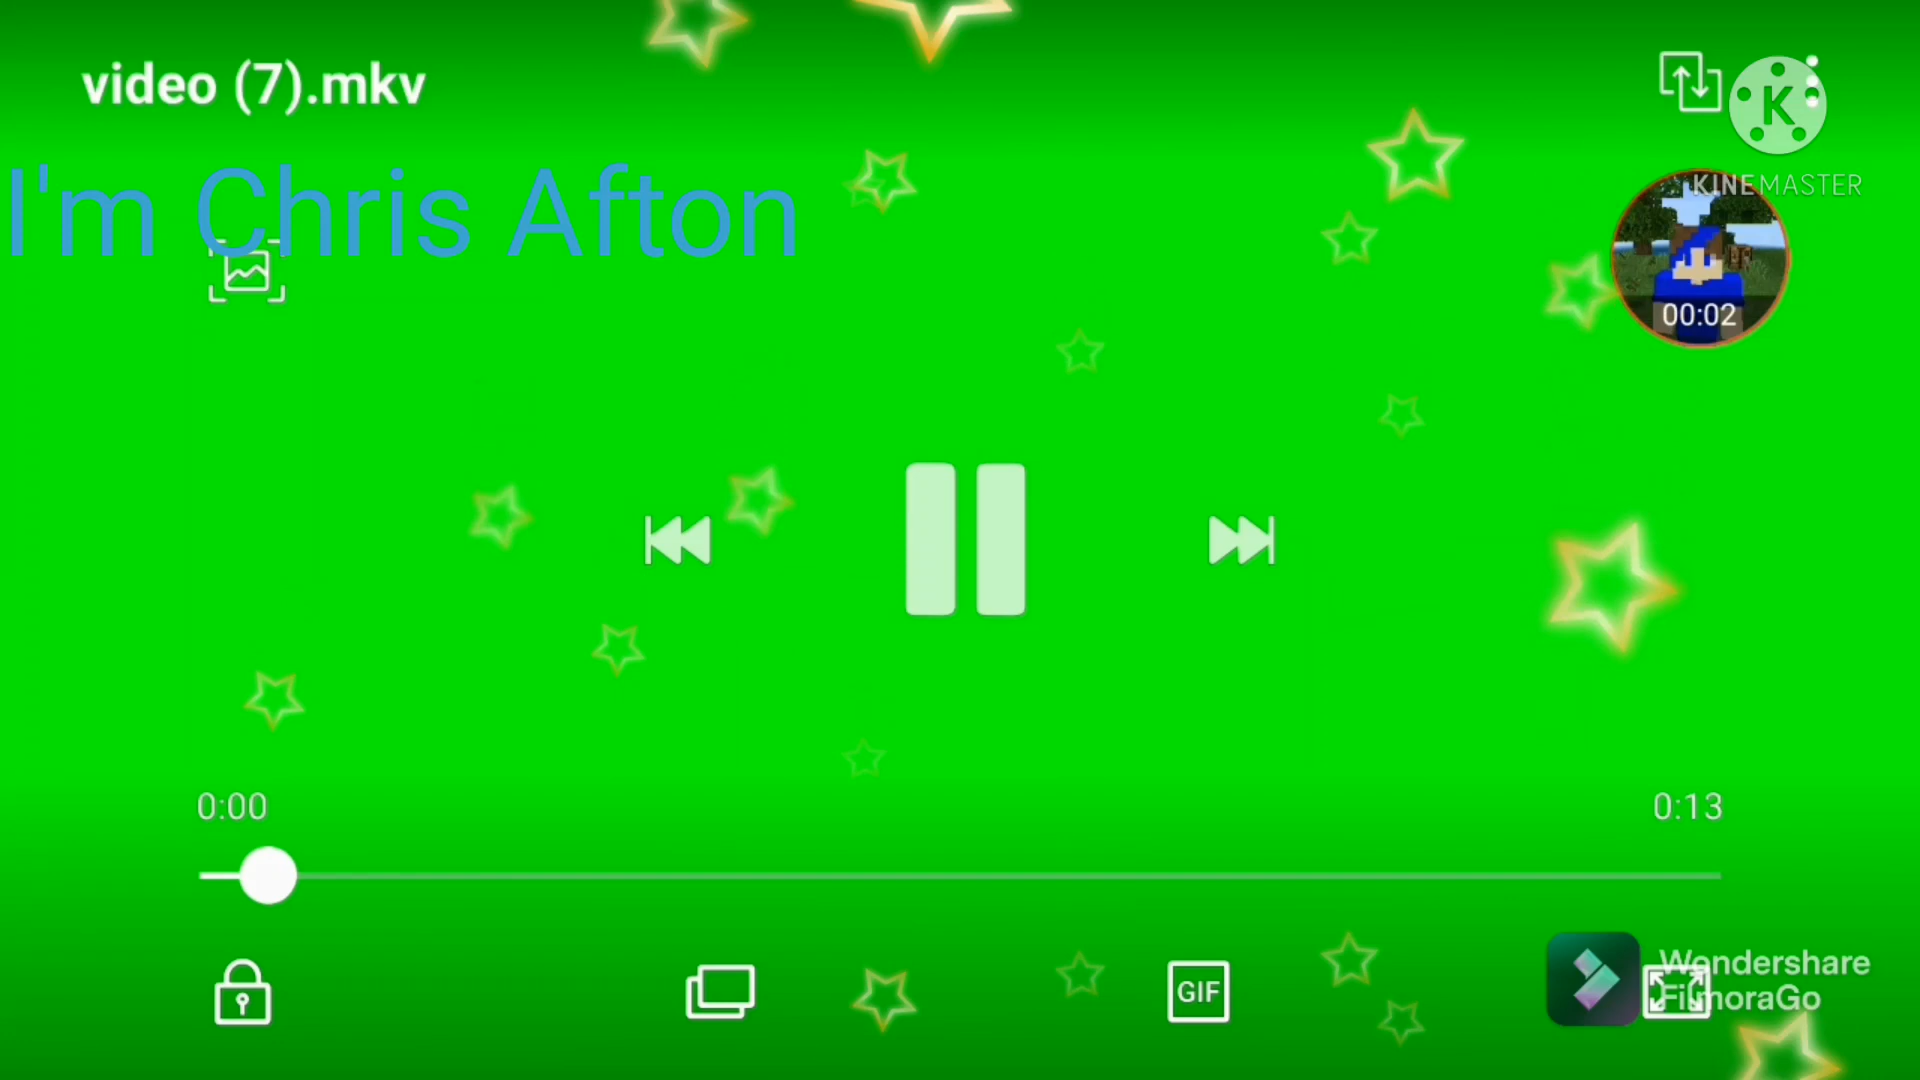 video (7).mkv
K
KINEMASTER
I'm Chris Afton
00:02
0:00
0:13
GIF
Wondershare
FilmoraGo